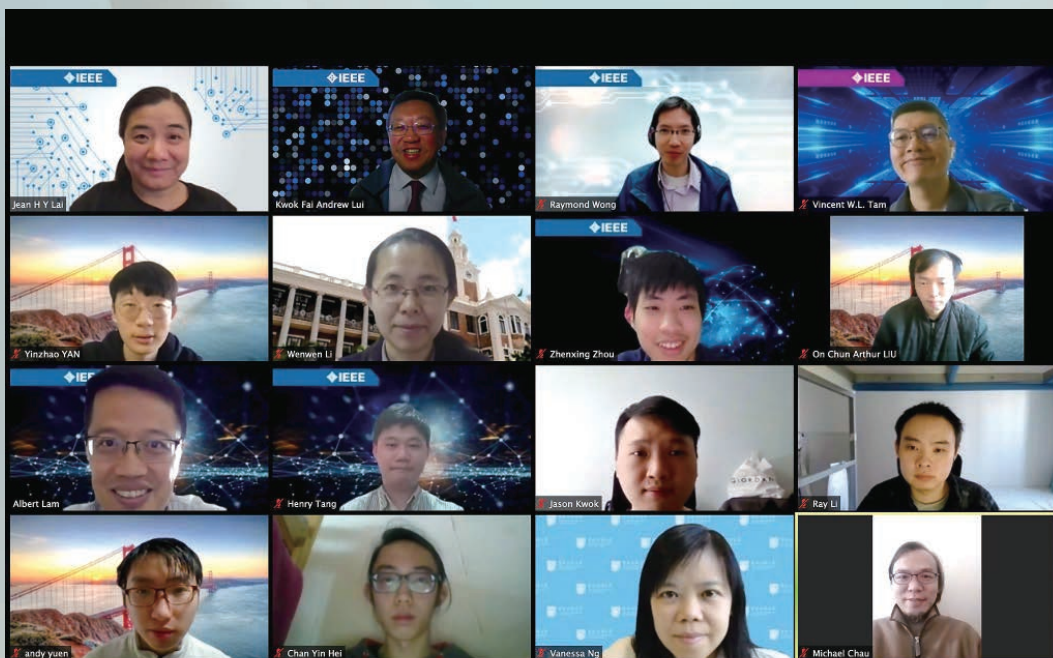 IEEE
IEEE
IEEE
IEEE
Jean H Y Lai
Kwok Fai Andrew Lui
Raymond Wong
Vincent W.L. Tam
IEEE
Yinzhao YAN
Wenwen Li
Zhenxing Zhou
On Chun Arthur LIU
IEEE
IEEE
GIORDANO
Albert Lam
Henry Tang
Jason Kwok
Ray Li
andy yuen
Chan Yin Hei
Vanessa Ng
Michael Chau